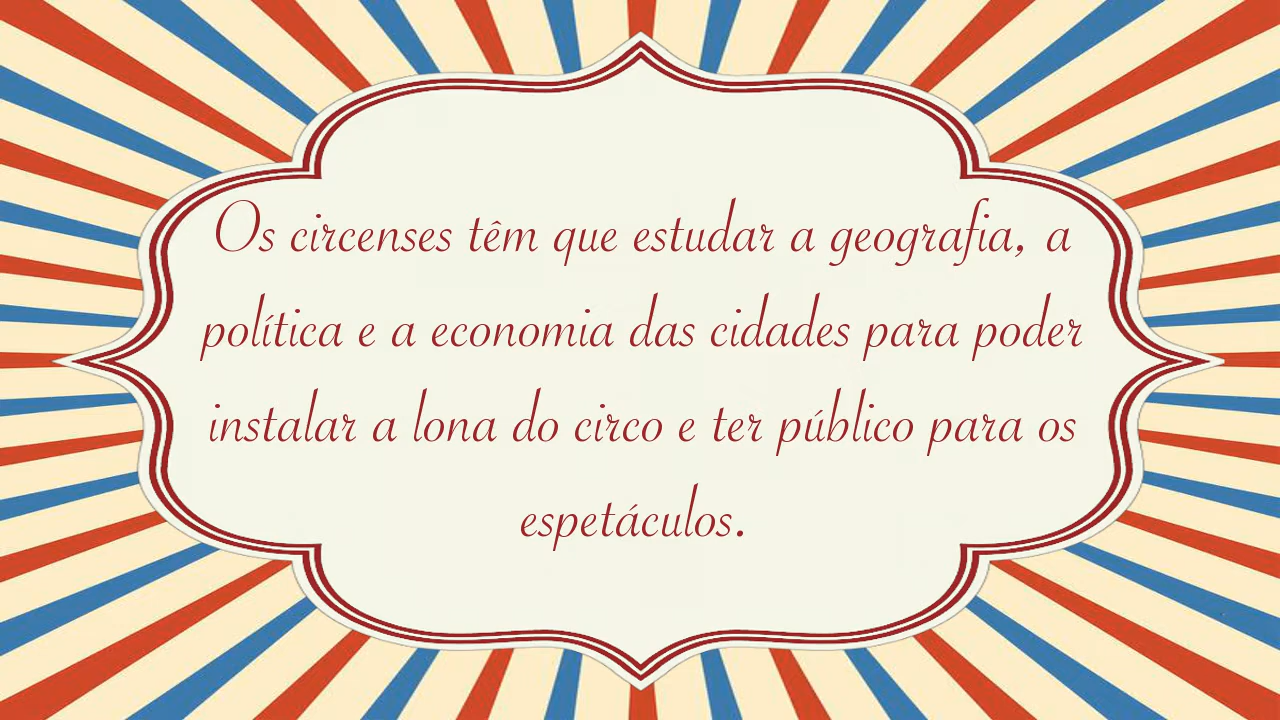 Os circenses têm que estudar a geografia, a
política e a economia das cidades para poder
instalar a lona do circo e ter público para os
espetáculos.